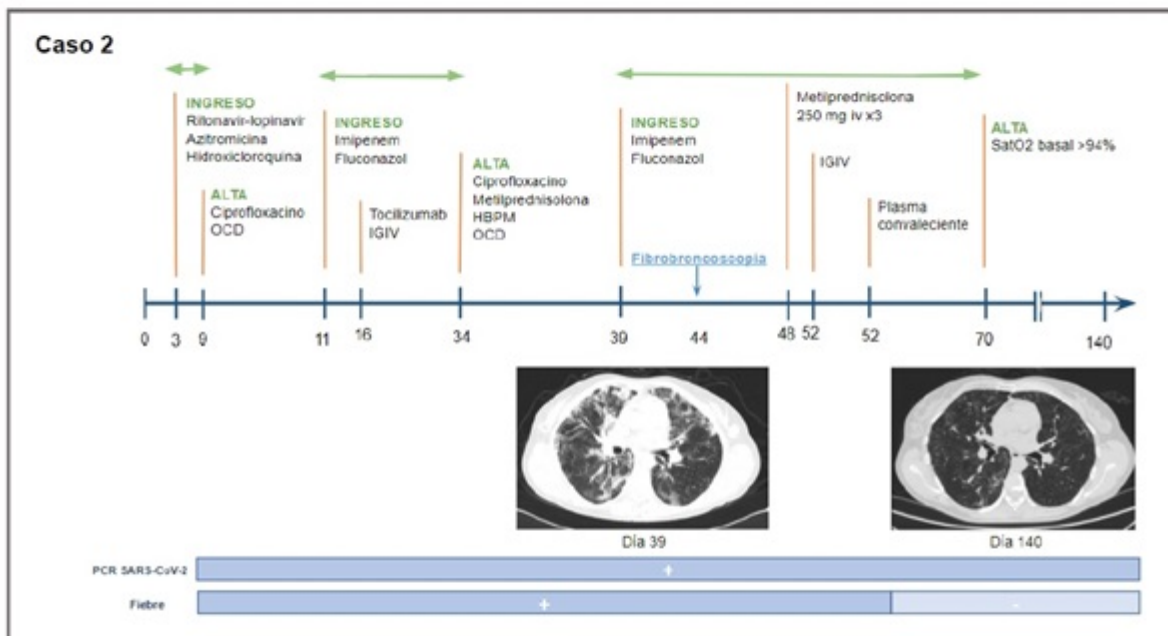 Caso 2
INGRESO
Ritonavir-lopinavir
Azitromicina
Hidroxicloroquina
ALTA
Ciprofloxacino
OCD
INGRESO
Imipenem
Fluconazol
Tocilizumab
IGIV
ALTA
Ciprofloxacino
Metilprednisolona
HBPM
OCD
INGRESO
Imipenem
Fluconazol
Fibrobroncoscopia
Metilprednisolona
250 mg iv x3
IGIV
Plasma
convaleciente
ALTA
SatO2 basal >94%
0 3 9 11 16 34 39 44 48 52 52 70 140
Día 39
Día 140
PCR SARS-CoV-2
+
Fiebre
+ -